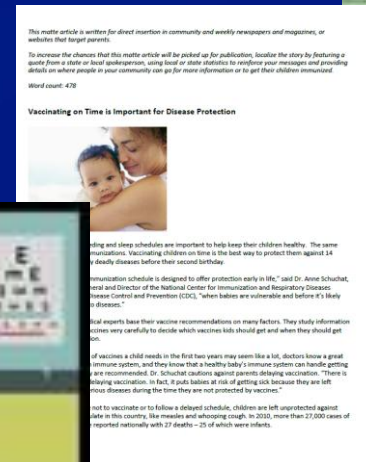 This matte article is written for direct insertion in community and weekly newspapers and magazines, or
websites that target parents
To increase the chances that this matte article will be picked up for publication, localize the story by featuring a
quote from a state or local spokesperson, using local or state statistics to reinforce your messages and providing
details on where people in your community can go for more information or to get their children immunized.
Word count: 478
Vaccinating on Time is Important for Disease Protection
ding and sleep schedules are important to help keep their children healthy. The same
munizations. Vaccinating children on time is the best way to protect them against 14
y deadly diseases before their second birthday.
mmunization schedule is designed to offer protection early in life," said Dr. Anne Schuchat,
eral and Director of the National Center for Immunization and Respiratory Diseases
Disease Control and Prevention (CDC), "when babies are vulnerable and before it's likely
o diseases."
ical experts base their vaccine recommendations on many factors. They study information
ccines very carefully to decide which vaccines kids should get and when they should get
ion.
of vaccines a child needs in the first two years may seem like a lot, doctors know a great
immune system, and they know that a healthy baby's immune system can handle getting
y are recommended. Dr. Schuchat cautions against parents delaying vaccination. "There is
delaying vaccination. In fact, it puts babies at risk of getting sick because they are left
rious diseases during the time they are not protected by vaccines."
not to vaccinate or to follow a delayed schedule, children are left unprotected against
ulate in this country, like measles and whooping cough. In 2010, more than 27,000 cases of
reported nationally with 27 deaths – 25 of which were infants.
E
m E